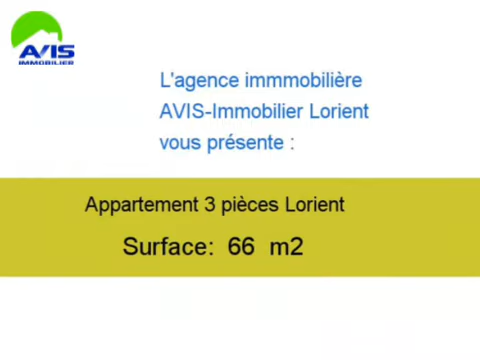 AVIS
IMMOBILIER
L'agence immmobilière
AVIS-Immobilier Lorient
vous présente :
Appartement 3 pièces Lorient
Surface: 66 m2